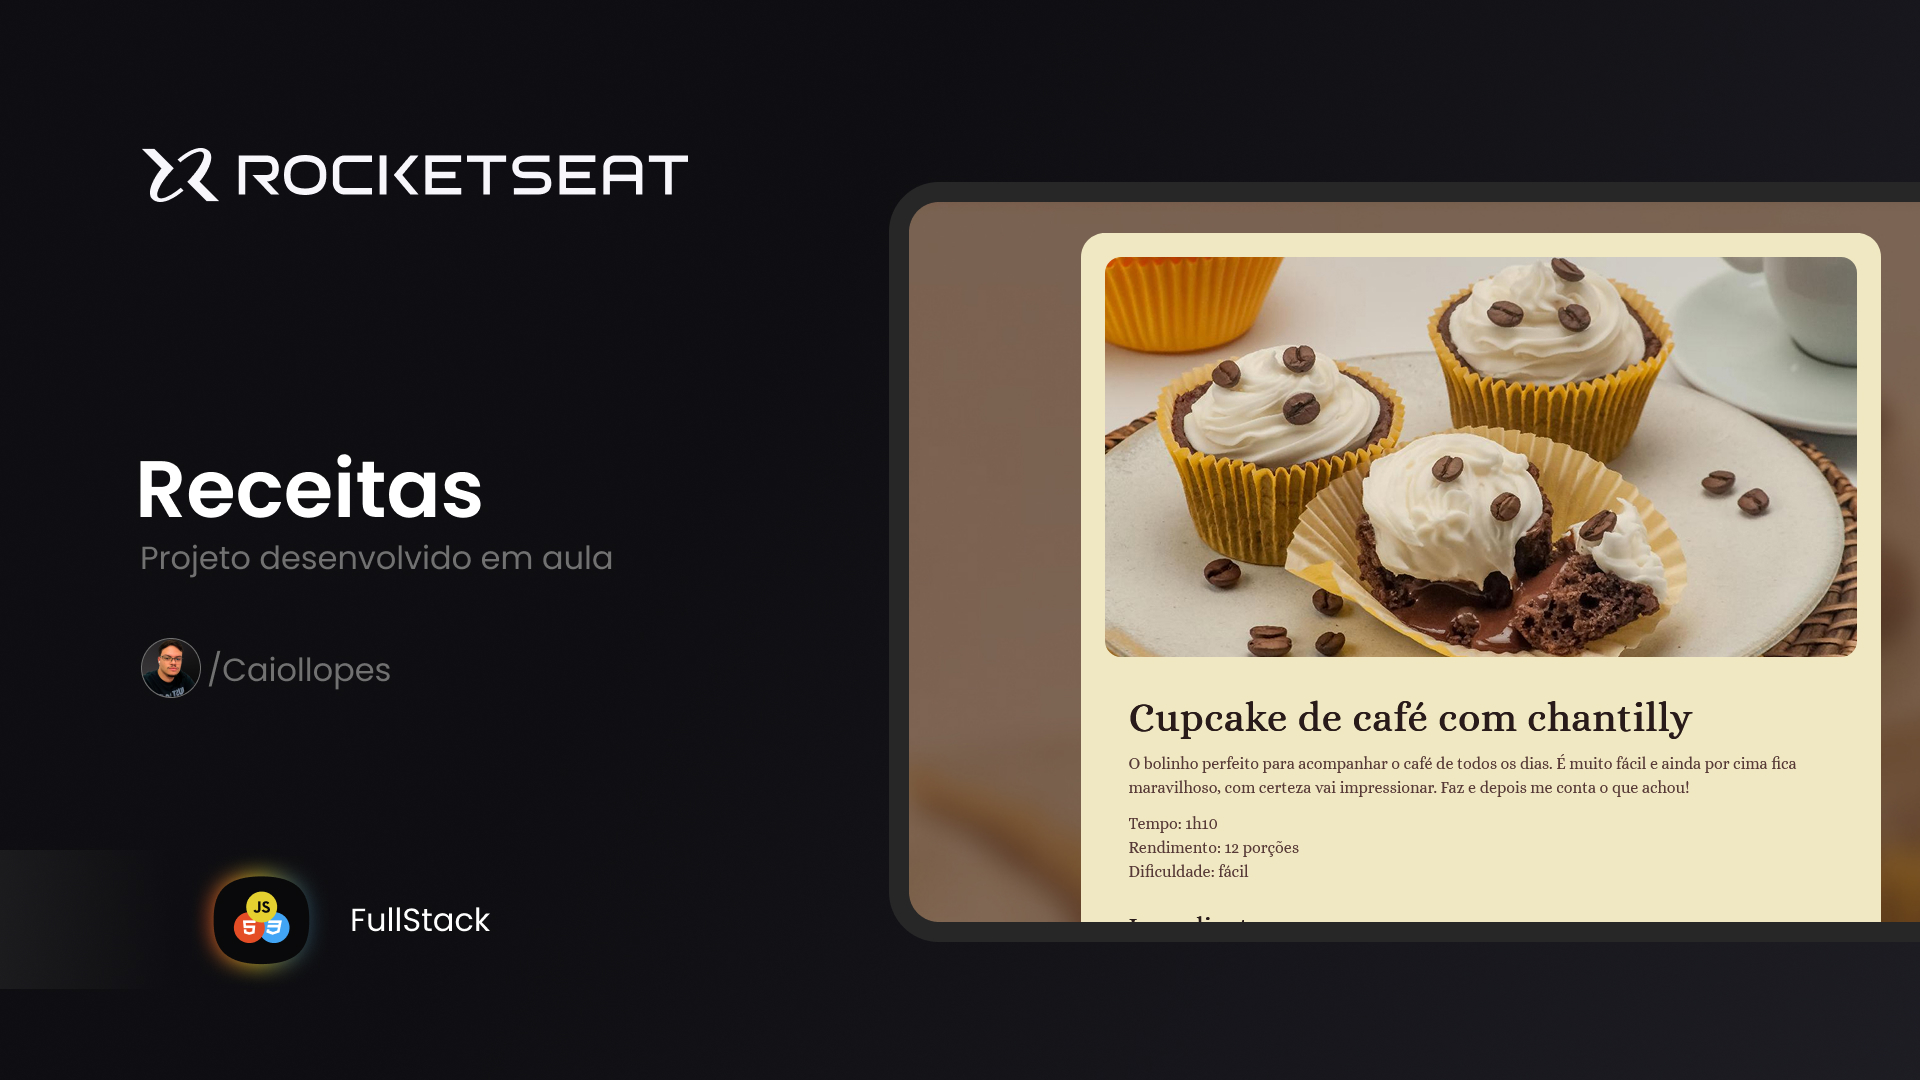 ROCKETSEAT
Receitas
Projeto desenvolvido em aula
/Caiollopes
JS
5 3
FullStack
Cupcake de café com chantilly
O bolinho perfeito para acompanhar o café de todos os dias. É muito fácil e ainda por cima fica
maravilhoso, com certeza vai impressionar. Faz e depois me conta o que achou!
Tempo: 1h10
Rendimento: 12 porções
Dificuldade: fácil